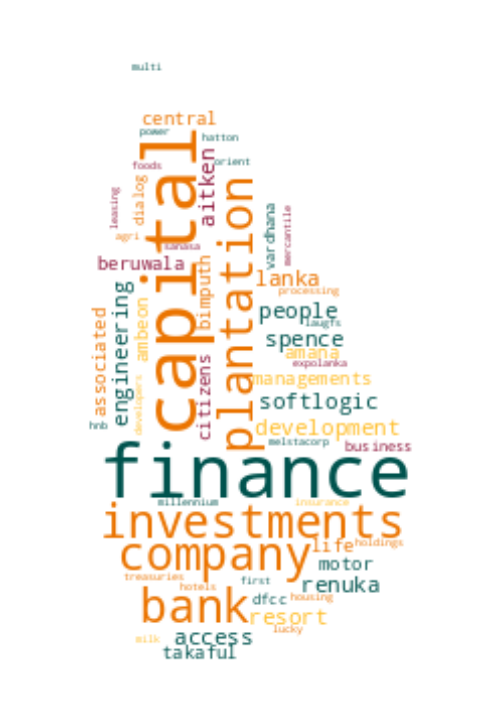 multi
central
power
hatton
capital
aitken
orient
foods
dialog
leasing
plantation
agri
sanasa
vardhana
mercantile
beruwala
bimputh
lanka
processing
engineering
ambeon
people
laugfs
associated
spence
amana
expolanka
citizens
developers
managements
softlogic
hnb
development
melstacorp
business
finance
millennium
insurance
investments
company
life
holdings
motor
treasuries
first
hotels
renuka
bank
dfcc
housing
resort
lucky
milk
access
takaful